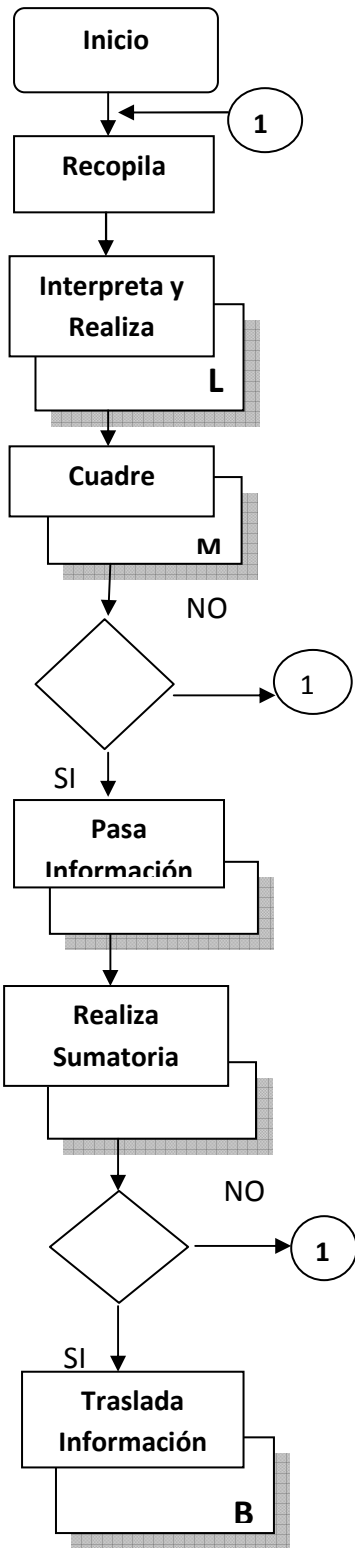 Inicio
1
Recopila
Interpreta y
Realiza
L
Cuadre
M
NO
1
SI
Pasa
Información
Realiza
Sumatoria
NO
1
SI
Traslada
Información
B